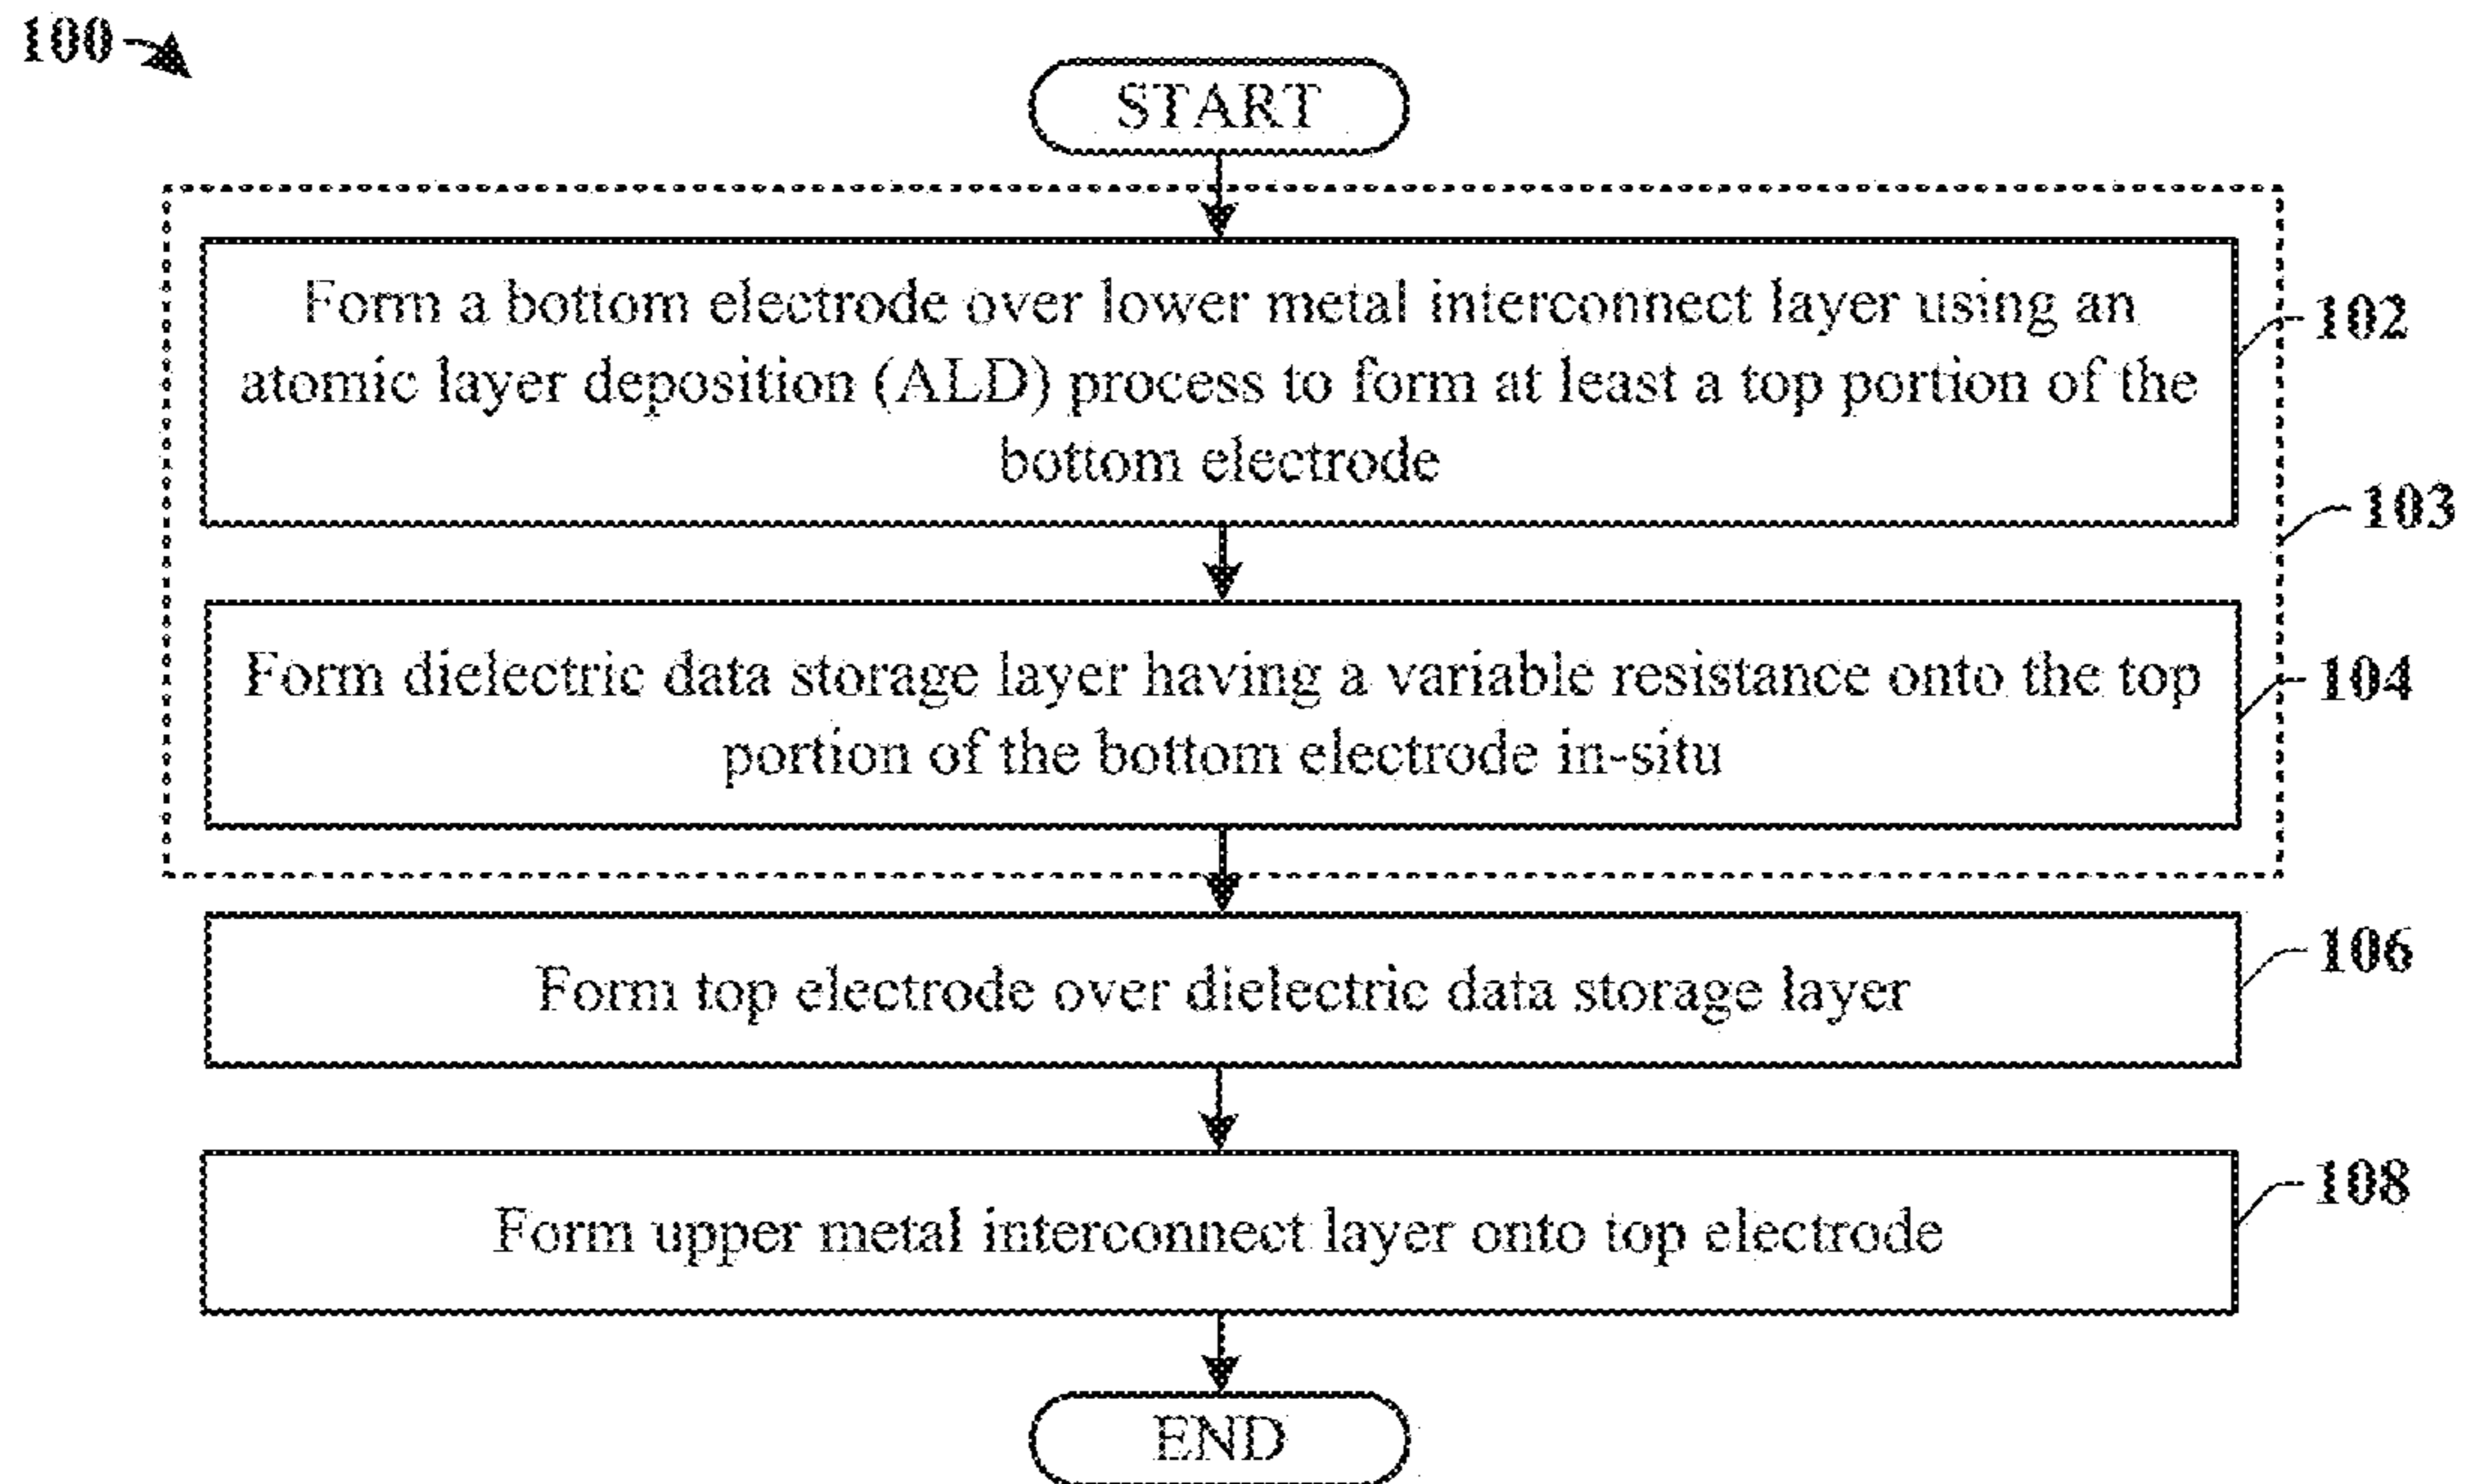 100
START
Form a bottom electrode over lower metal interconnect layer using an
atomic layer deposition (ALD) process to form at least a top portion of the
bottom electrode
102
103
Form dielectric data storage layer having a variable resistance onto the top
portion of the bottom electrode in-situ
104
Form top electrode over dielectric data storage layer
106
Form upper metal interconnect layer onto top electrode
108
END